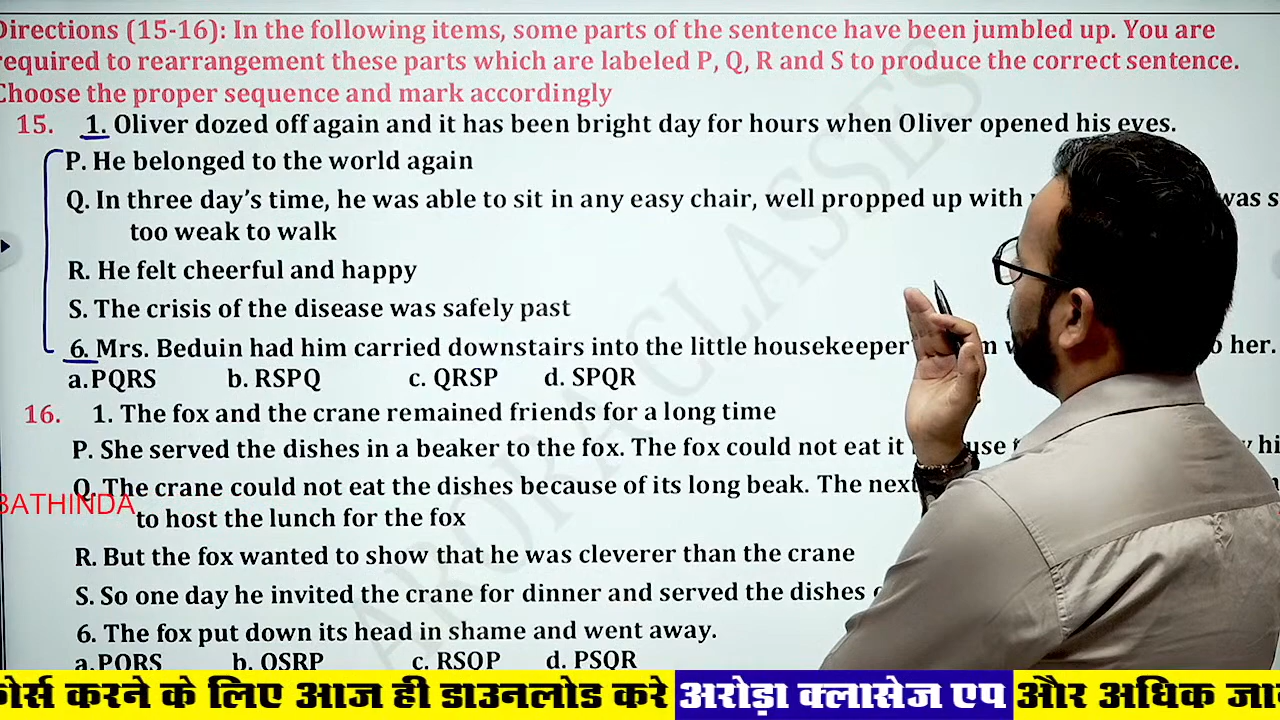 Directions (15-16): In the following items, some parts of the sentence have been jumbled up. You are
required to rearrangement these parts which are labeled P, Q, R and S to produce the correct sentence.
Choose the proper sequence and mark accordingly
15. 1. Oliver dozed off again and it has been bright day for hours when Oliver opened his eyes.
P. He belonged to the world again
Q. In three day's time, he was able to sit in any easy chair, well propped up with was
too weak to walk
R. He felt cheerful and happy
S. The crisis of the disease was safely past
6. Mrs. Beduin had him carried downstairs into the little housekeeper her.
a.PQRS b. RSPQ c. QRSP d. SPQR
16. 1. The fox and the crane remained friends for a long time
P. She served the dishes in a beaker to the fox. The fox could not eat it
Q. The crane could not eat the dishes because of its long beak. The next
BATHINDA
to host the lunch for the fox
R. But the fox wanted to show that he was cleverer than the crane
S. So one day he invited the crane for dinner and served the dishes
6. The fox put down its head in shame and went away.
a.PQRS b. QSRP c. RSQP d. PSQR
ARORA CLASSES
कोर्स करने के लिए आज ही डाउनलोड करे अरोड़ा क्लासेज एप और अधिक